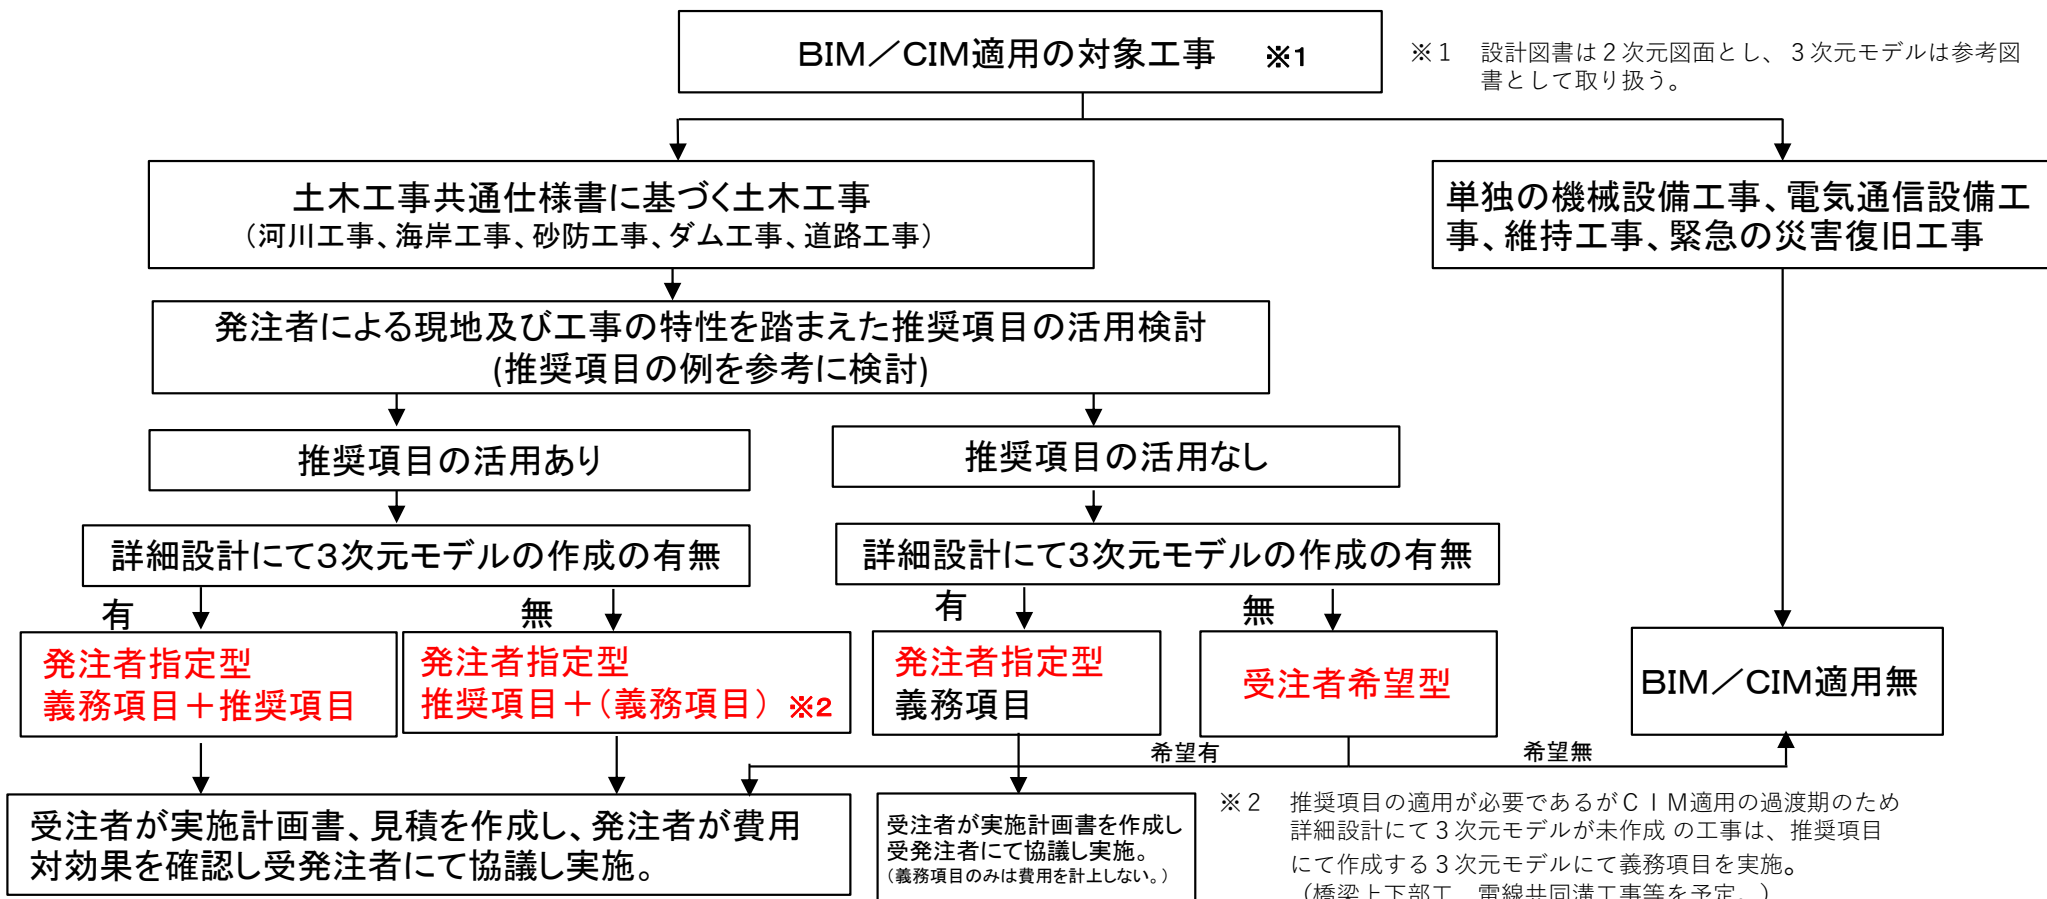 BIM／CIM適用の対象工事　※1
※１　設計図書は２次元図面とし、３次元モデルは参考図
書として取り扱う。
土木工事共通仕様書に基づく土木工事
（河川工事、海岸工事、砂防工事、ダム工事、道路工事）
単独の機械設備工事、電気通信設備工
事、維持工事、緊急の災害復旧工事
発注者による現地及び工事の特性を踏まえた推奨項目の活用検討
(推奨項目の例を参考に検討)
推奨項目の活用あり
推奨項目の活用なし
詳細設計にて３次元モデルの作成の有無
詳細設計にて３次元モデルの作成の有無
有
無
有
無
発注者指定型
義務項目＋推奨項目
発注者指定型
推奨項目＋（義務項目）※2
発注者指定型
義務項目
受注者希望型
BIM／CIM適用無
希望有
希望無
受注者が実施計画書、見積を作成し、発注者が費用
対効果を確認し受発注者にて協議し実施。
受注者が実施計画書を作成し
受発注者にて協議し実施。
（義務項目のみは費用を計上しない。）
※２　推奨項目の適用が必要であるがＣＩＭ適用の過渡期のため
詳細設計にて３次元モデルが未作成 の工事は、推奨項目
にて作成する３次元モデルにて義務項目を実施。
（橋梁上下部工、電線共同溝工事等を予定。）